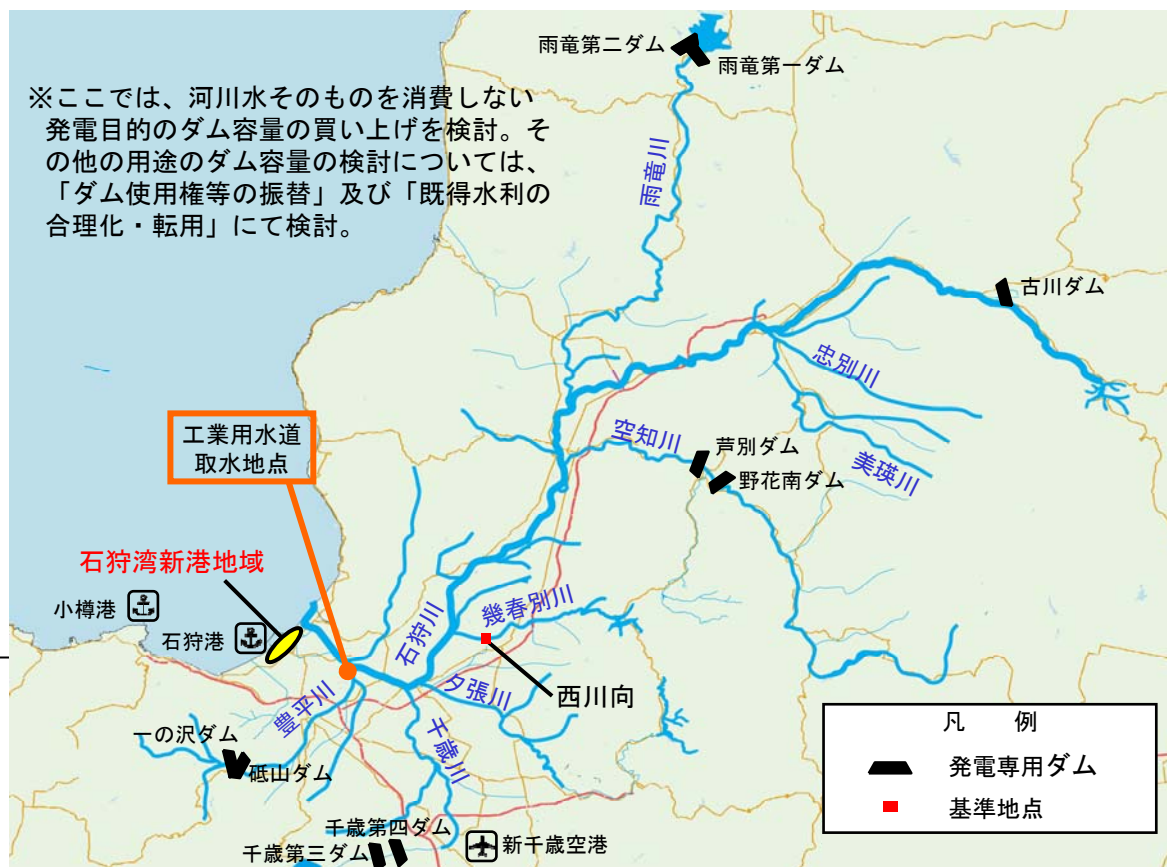 雨竜第二ダム
雨竜第一ダム
※ここでは、河川水そのものを消費しない
発電目的のダム容量の買い上げを検討。そ
の他の用途のダム容量の検討については、
「ダム使用権等の振替」及び「既得水利の
合理化・転用」にて検討。
雨竜川
古川ダム
忠別川
工業用水道
取水地点
空知川
芦別ダム
美瑛川
野花南ダム
石狩湾新港地域
小樽港
石狩港
石狩川
幾春別川
夕張川
西川向
豊平川
千歳川
一の沢ダム
砥山ダム
凡　例
発電専用ダム
基準地点
千歳第四ダム
千歳第三ダム
新千歳空港